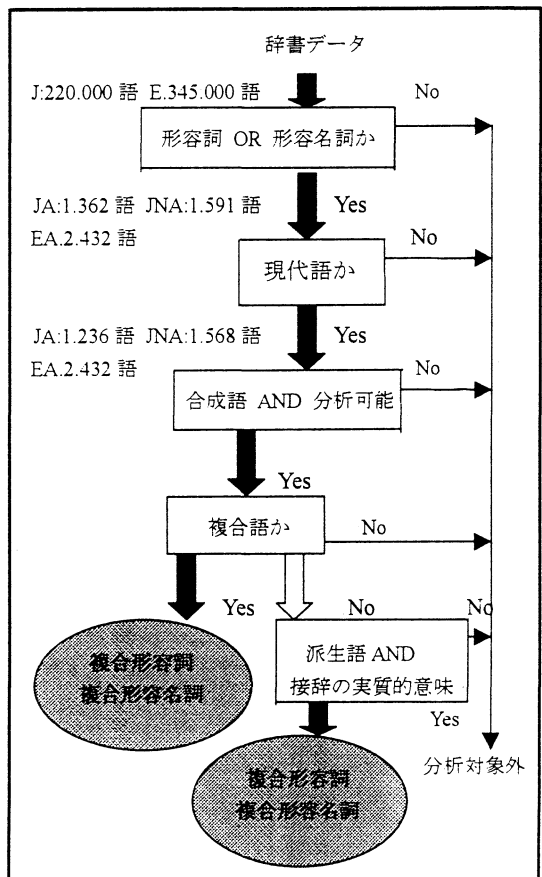 辞書データ
J:220.000 語 E.345.000 語
No
形容詞 OR 形容名詞か
JA:1.362 語 JNA:1.591 語
Yes
EA.2.432 語
No
現代語か
JA:1.236 語 JNA:1.568 語
Yes
EA.2.432 語
No
合成語 AND 分析可能
Yes
複合語か
No
Yes
No
No
複合形容詞
複合形容名詞
派生語 AND
接辞の実質的意味
Yes
分析対象外
複合形容詞
複合形容名詞